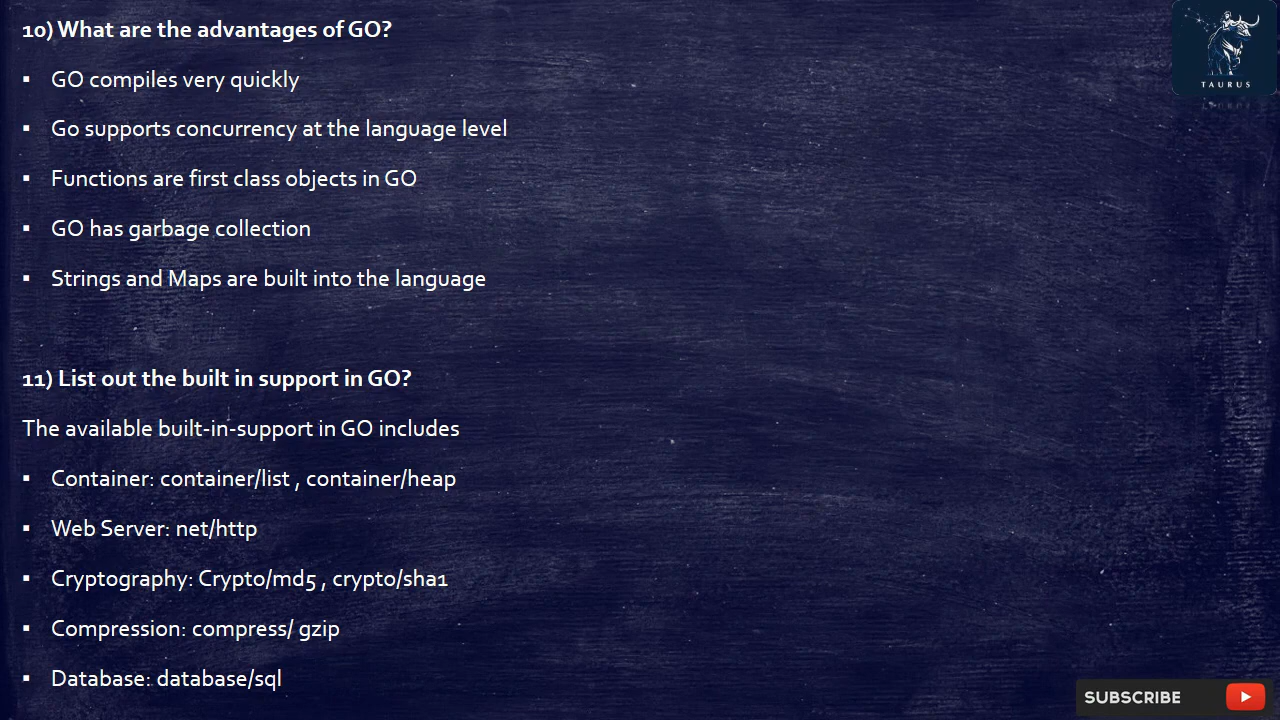 10) What are the advantages of GO?
▪ GO compiles very quickly
▪ Go supports concurrency at the language level
▪ Functions are first class objects in GO
▪ GO has garbage collection
▪ Strings and Maps are built into the language
11) List out the built in support in GO?
The available built-in-support in GO includes
▪ Container: container/list , container/heap
▪ Web Server: net/http
▪ Cryptography: Crypto/md5 , crypto/sha1
▪ Compression: compress/ gzip
▪ Database: database/sql
TAURUS
SUBSCRIBE